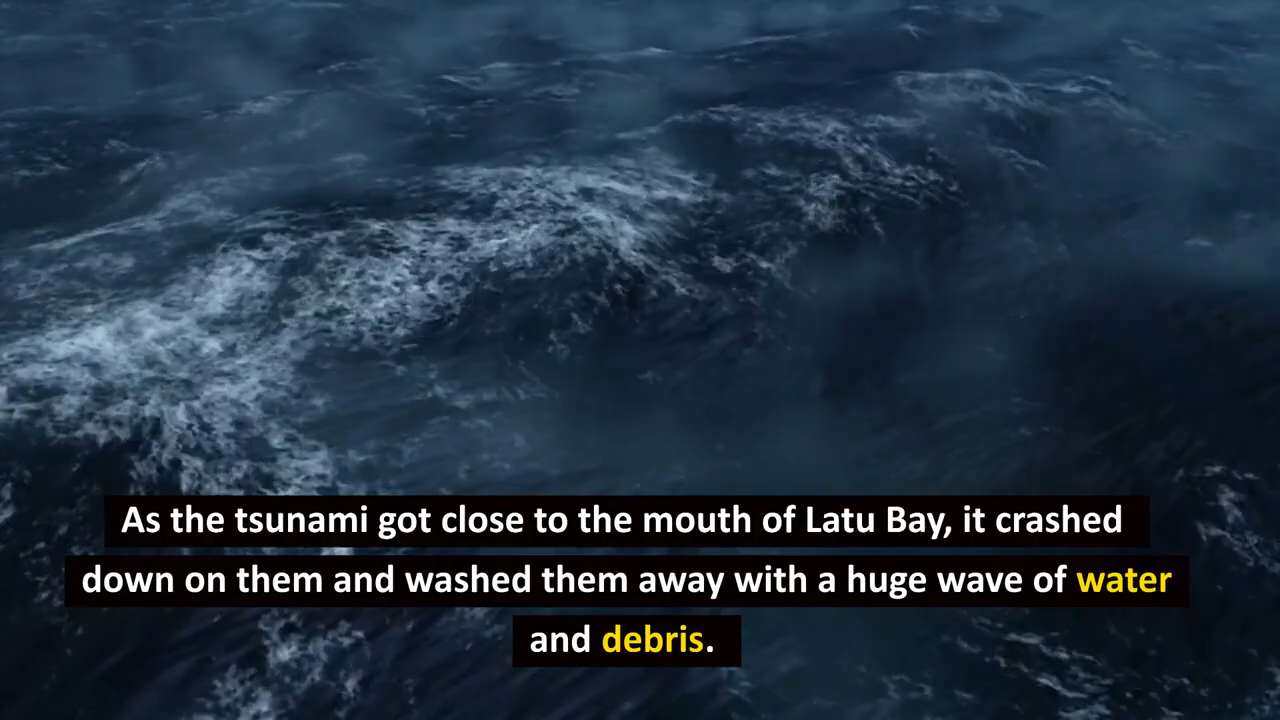 As the tsunami got close to the mouth of Latu Bay, it crashed
down on them and washed them away with a huge wave of water
and debris.